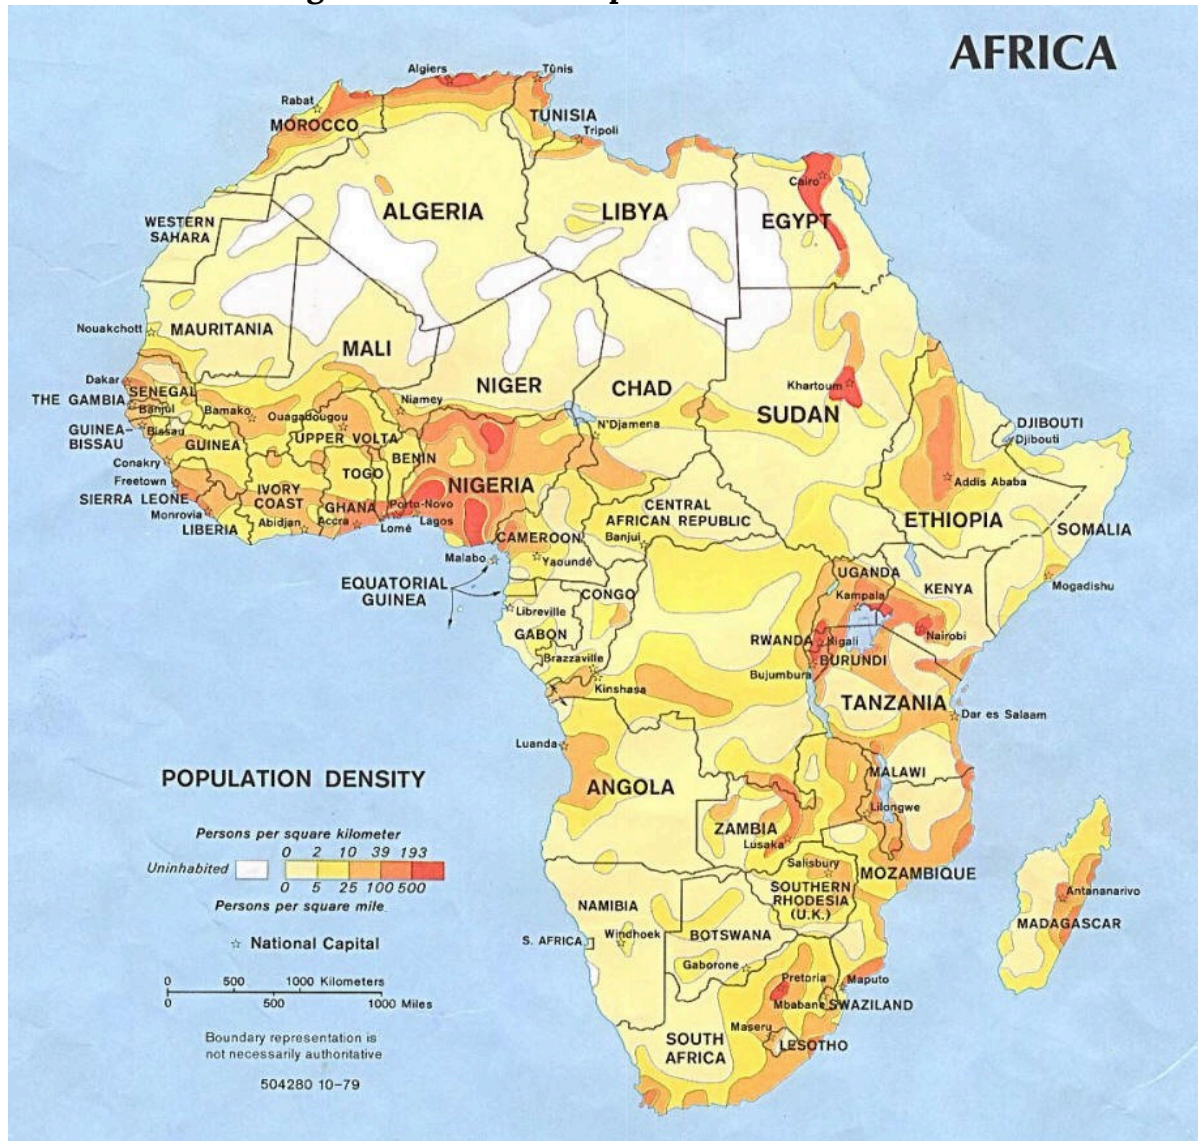 AFRICA
Algiers
Tûnis
Rabat
MOROCCO
TUNISIA
Tripoli
Cairo
WESTERN
SAHARA
ALGERIA
LIBYA
EGYPT
Nouakchott
MAURITANIA
MALI
NIGER
CHAD
Khartoum
SUDAN
Dakar
SENEGAL
THE GAMBIA
Banjul
Bamako
Ouagadougou
Niamey
N'Djamena
DJIBOUTI
Djibouti
GUINEA-
BISSAU
Bissau
GUINEA
UPPER VOLTA
BENIN
Conakry
Freetown
SIERRA LEONE
Monrovia
LIBERIA
IVORY
COAST
Abidjan
TOGO
GHANA
Accra
Lomé
Porto-Novo
Lagos
NIGERIA
CENTRAL
AFRICAN REPUBLIC
Banjui
Addis Ababa
ETHIOPIA
SOMALIA
CAMEROON
Malabo
Yaoundé
EQUATORIAL
GUINEA
CONGO
Libreville
GABON
Brazzaville
Kinshasa
UGANDA
Kampala
KENYA
Mogadishu
RWANDA
Kigali
Nairobi
BURUNDI
Bujumbura
TANZANIA
Dar es Salaam
Luanda
ANGOLA
MALAWI
Lilongwe
ZAMBIA
Lusaka
Salisbury
SOUTHERN
RHODESIA
(U.K.)
MOZAMBIQUE
Antananarivo
MADAGASCAR
NAMIBIA
S. AFRICA
Windhoek
BOTSWANA
Gaborone
Pretoria
Maputo
Mbabane
SWAZILAND
Maseru
SOUTH
AFRICA
LESOTHO
POPULATION DENSITY
Persons per square kilometer
0 2 10 39 193
Uninhabited
0 5 25 100 500
Persons per square mile
National Capital
0 500 1000 Kilometers
0 500 1000 Miles
Boundary representation is
not necessarily authoritative
504280 10-79